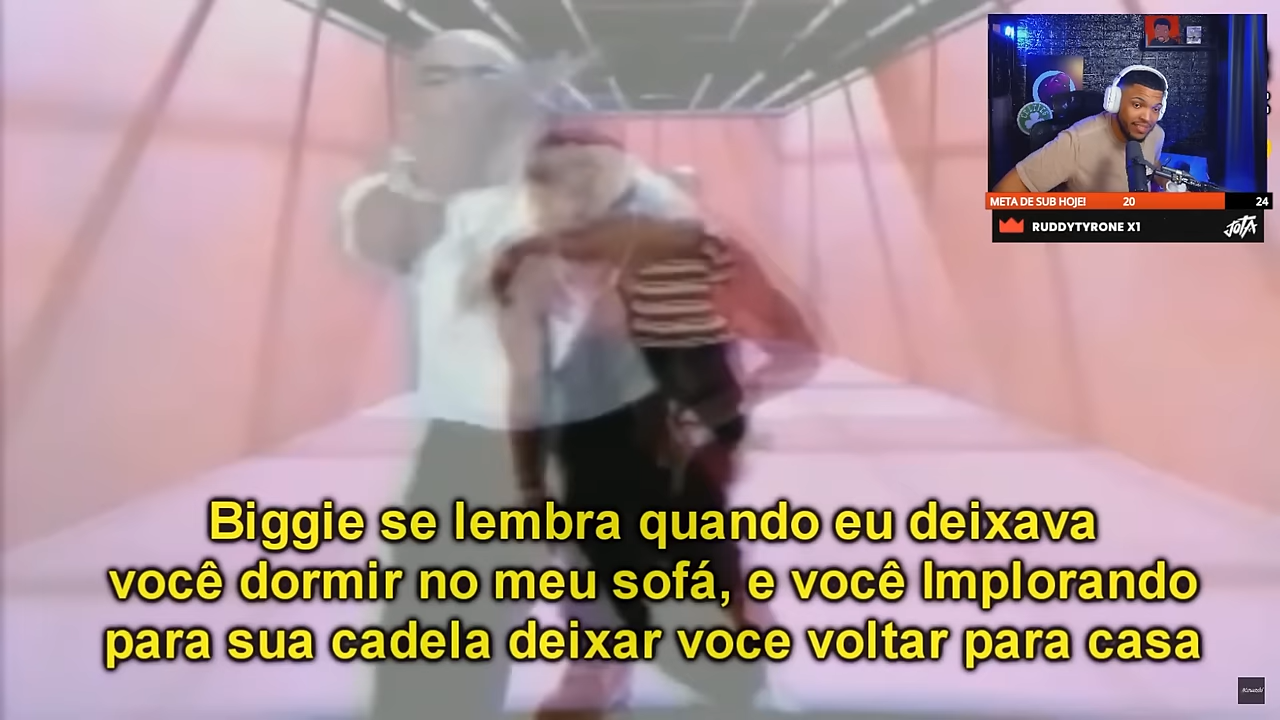 META DE SUB HOJE! 20 24
RUDDYTYRONE X1
JOTA
Biggie se lembra quando eu deixava
você dormir no meu sofá, e você Implorando
para sua cadela deixar voce voltar para casa